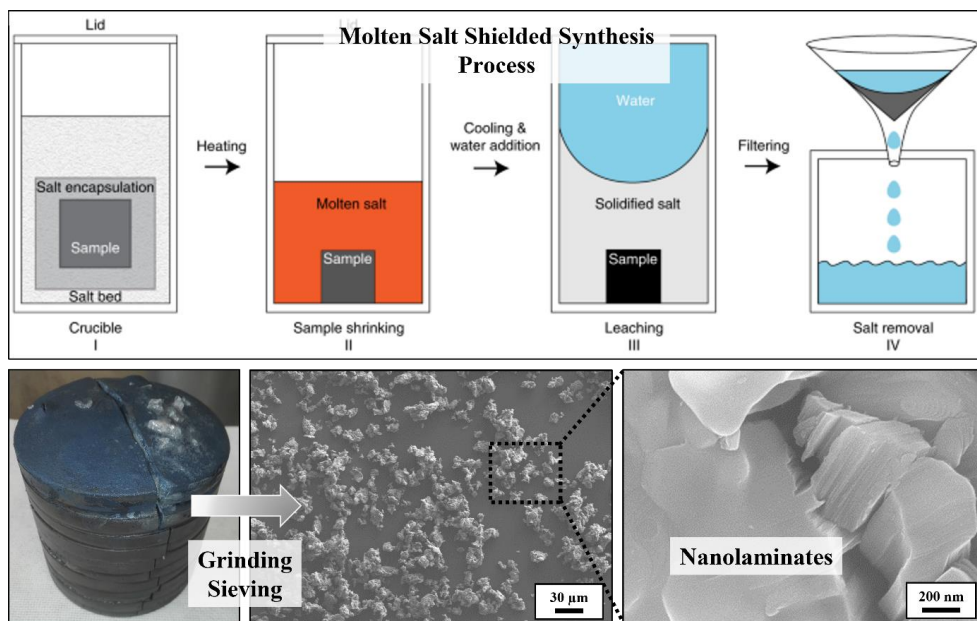 Lid
Lid
Molten Salt Shielded Synthesis
Process
Salt encapsulation
Sample
Salt bed
Crucible
I
Heating
Molten salt
Sample
Sample shrinking
II
Cooling &
water addition
Water
Solidified salt
Sample
Leaching
III
Filtering
Salt removal
IV
Grinding
Sieving
30 μm
Nanolaminates
200 nm